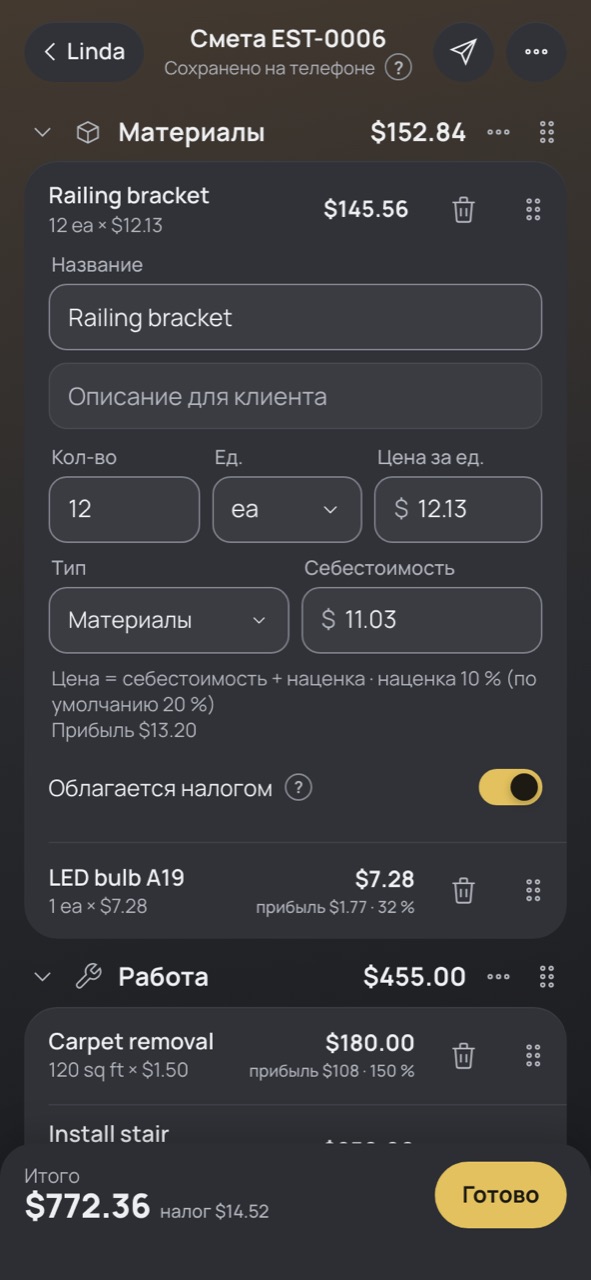 Linda
Смета EST-0006
Сохранено на телефоне ?
Материалы $152.84
Railing bracket $145.56
12 ea × $12.13
Название
Railing bracket
Описание для клиента
Кол-во Ед. Цена за ед.
12 ea $ 12.13
Тип Себестоимость
Материалы $ 11.03
Цена = себестоимость + наценка · наценка 10 % (по
умолчанию 20 %)
Прибыль $13.20
Облагается налогом ?
LED bulb A19 $7.28
1 ea × $7.28 прибыль $1.77 · 32 %
Работа $455.00
Carpet removal $180.00
120 sq ft × $1.50 прибыль $108 · 150 %
Install stair
Итого
$772.36 налог $14.52
Готово